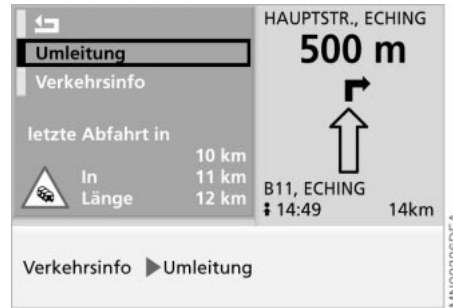 Umleitung
Verkehrsinfo
letzte Abfahrt in
10 km
In 11 km
Länge 12 km
HAUPTSTR., ECHING
500 m
B11, ECHING
14:49 14km
Verkehrsinfo ▶Umleitung